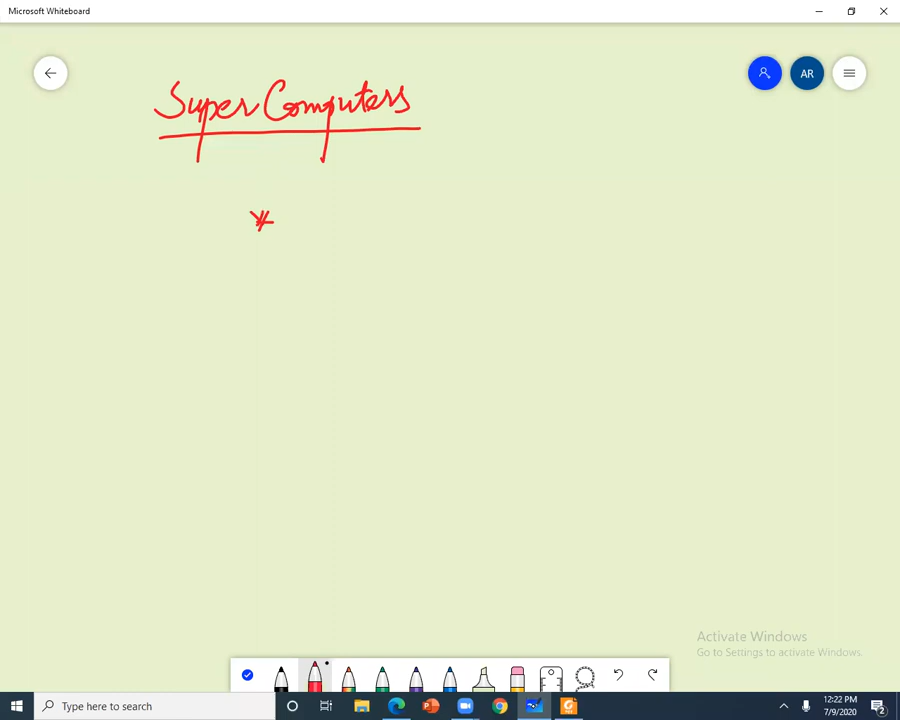 Microsoft Whiteboard
AR
Super Computers
*
Activate Windows
Go to Settings to activate Windows.
Type here to search
12:22 PM
7/9/2020
2